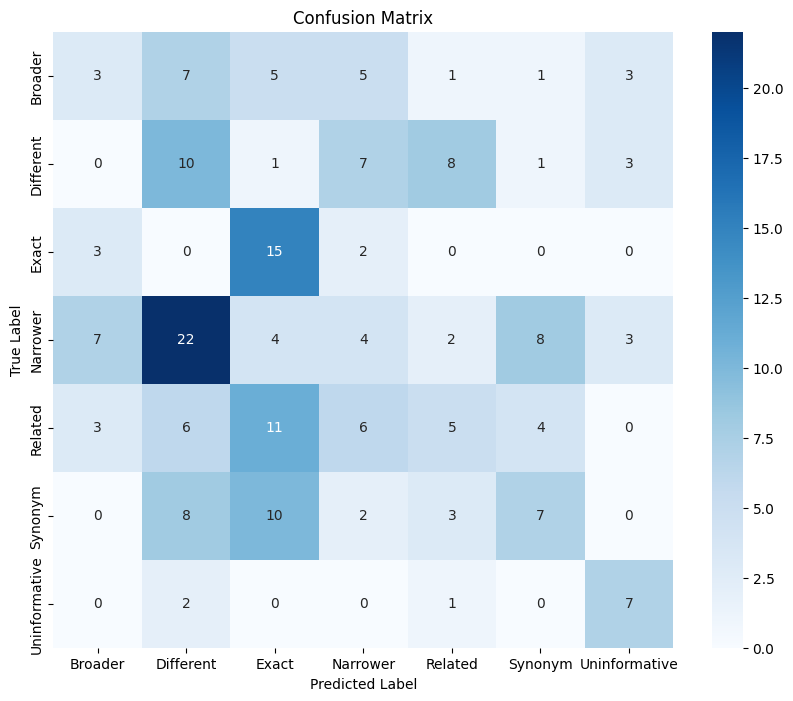 Confusion Matrix
True Label
Broader 3 7 5 5 1 1 3
Different 0 10 1 7 8 1 3
Exact 3 0 15 2 0 0 0
Narrower 7 22 4 4 2 8 3
Related 3 6 11 6 5 4 0
Synonym 0 8 10 2 3 7 0
Uninformative 0 2 0 0 1 0 7
Broader Different Exact Narrower Related Synonym Uninformative
Predicted Label
20.0
17.5
15.0
12.5
10.0
7.5
5.0
2.5
0.0